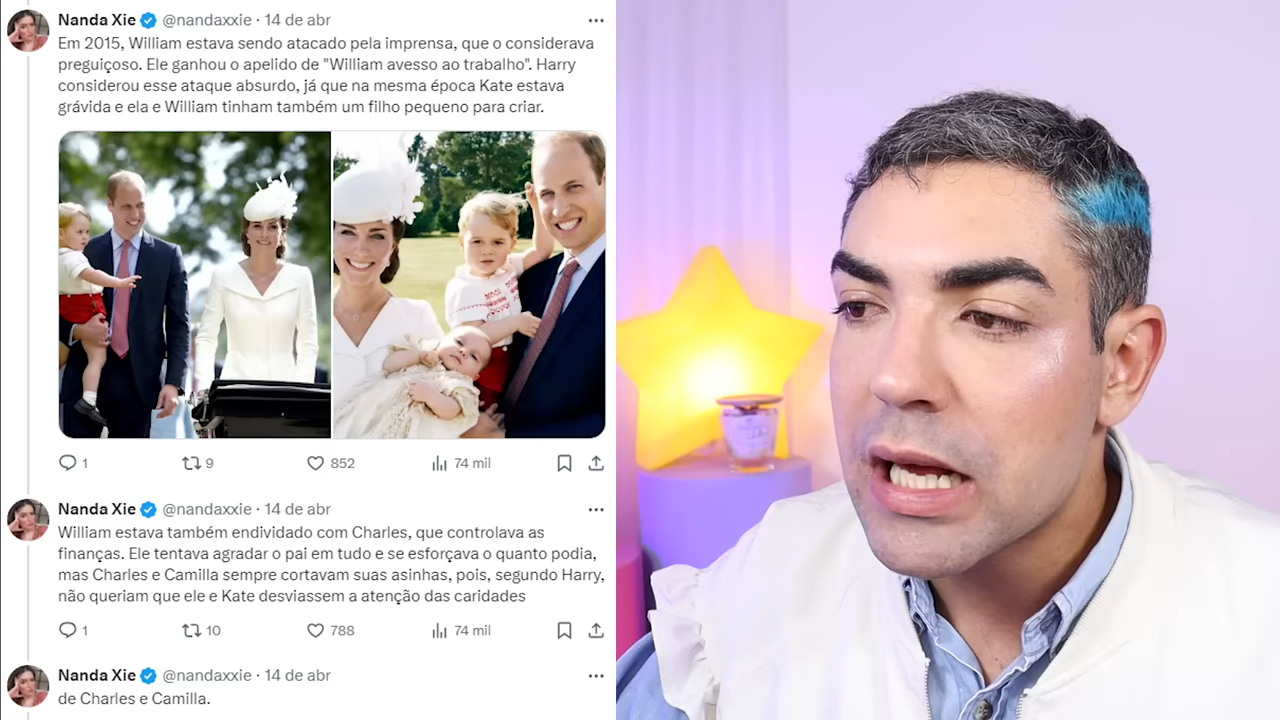 Nanda Xie @nandaxxie · 14 de abr
Em 2015, William estava sendo atacado pela imprensa, que o considerava
preguiçoso. Ele ganhou o apelido de "William avesso ao trabalho". Harry
considerou esse ataque absurdo, já que na mesma época Kate estava
grávida e ela e William tinham também um filho pequeno para criar.
1 9 852 74 mil
Nanda Xie @nandaxxie · 14 de abr
William estava também endividado com Charles, que controlava as
finanças. Ele tentava agradar o pai em tudo e se esforçava o quanto podia,
mas Charles e Camilla sempre cortavam suas asinhas, pois, segundo Harry,
não queriam que ele e Kate desviassem a atenção das caridades
1 10 788 74 mil
Nanda Xie @nandaxxie · 14 de abr
de Charles e Camilla.